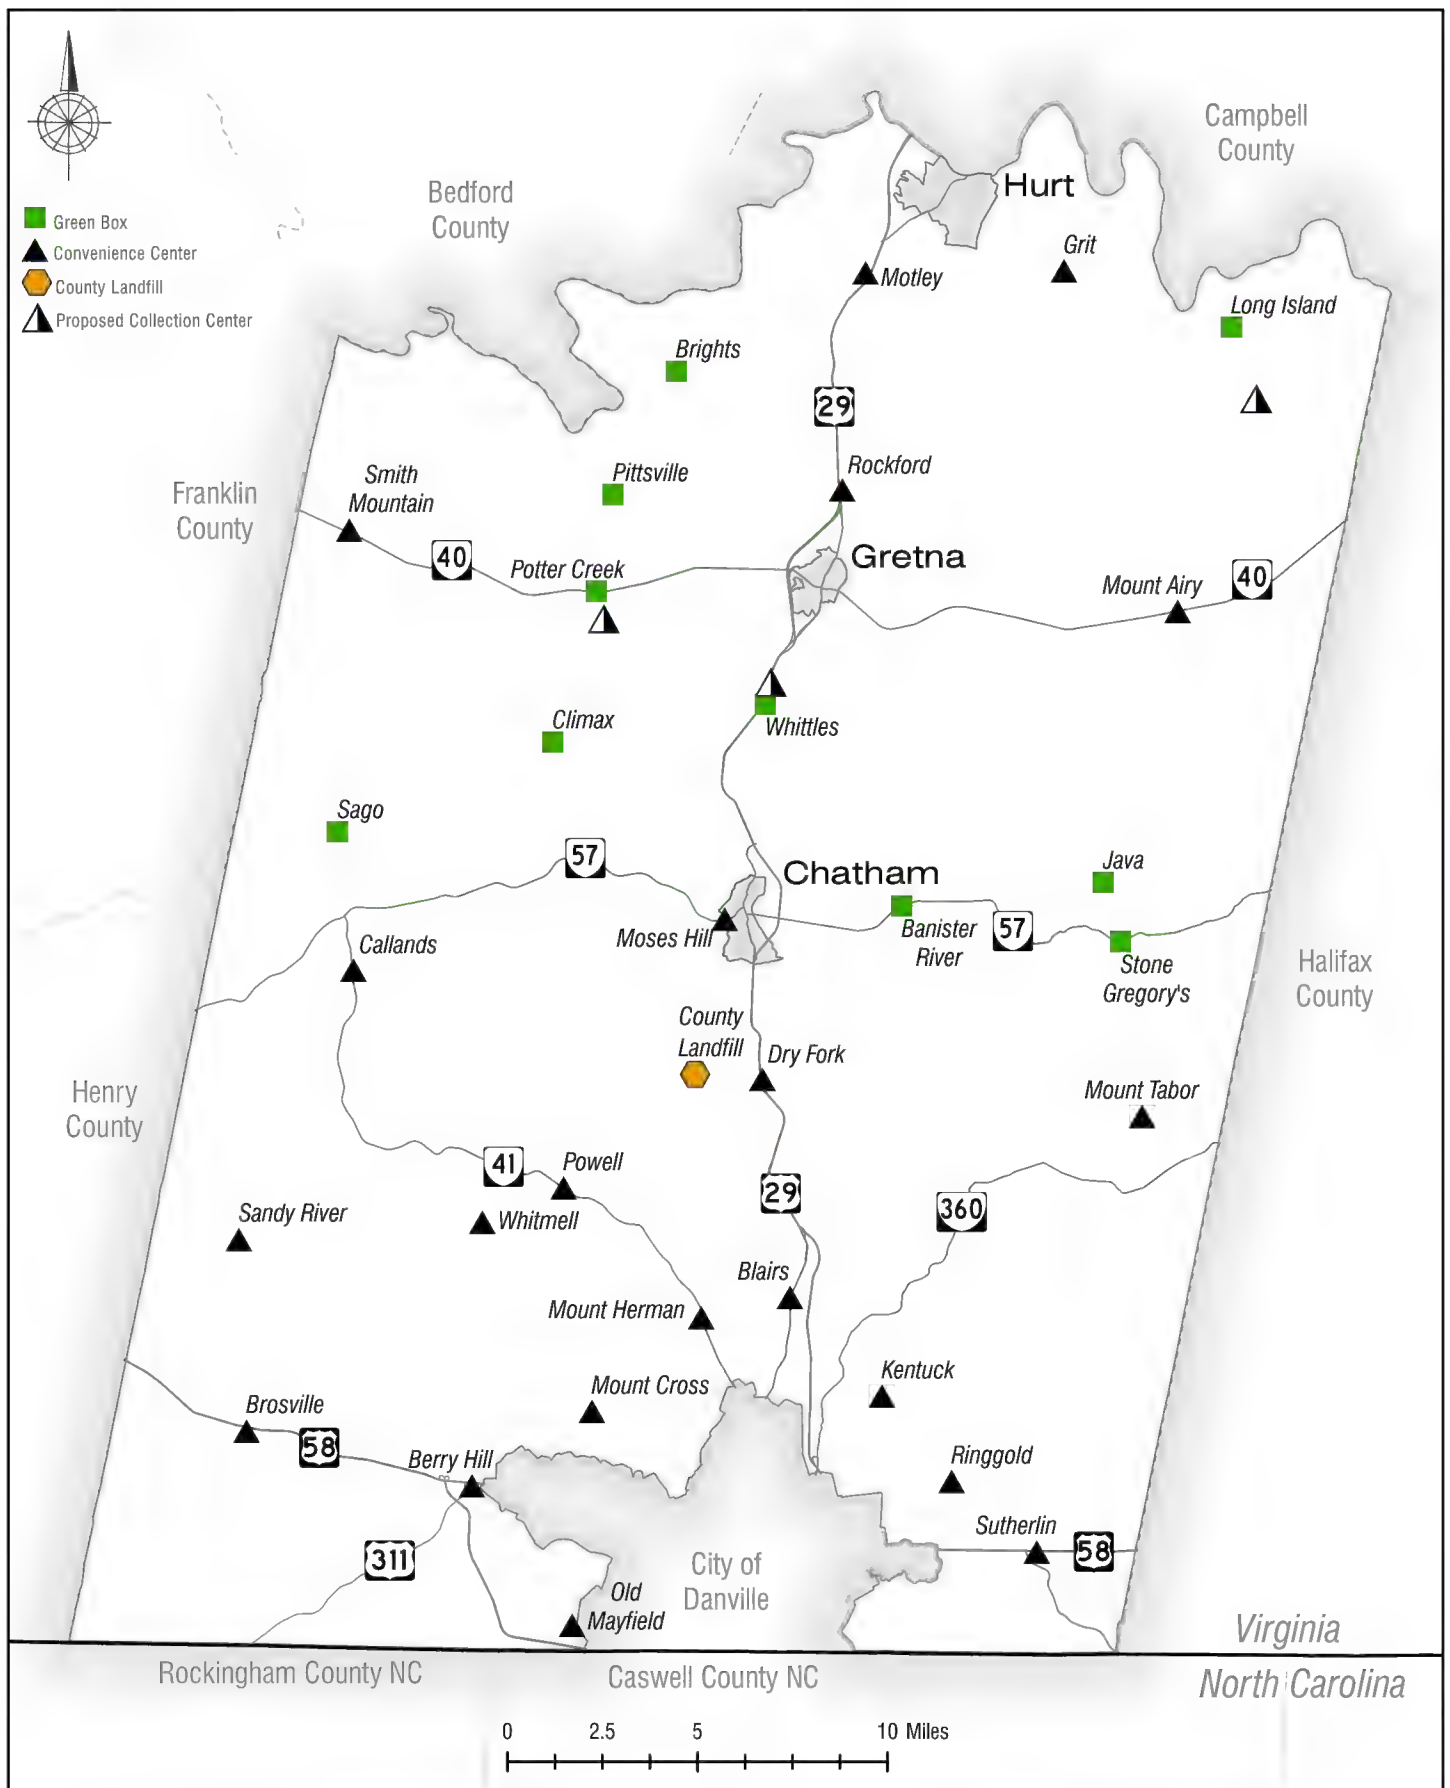 Campbell
County
Hurt
Bedford
County
Green Box
Convenience Center
County Landfill
Proposed Collection Center
Grit
Motley
Long Island
Brights
29
Rockford
Smith
Mountain
Pittsville
Franklin
County
40
Potter Creek
Gretna
Mount Airy
40
Climax
Whittles
Sago
57
Chatham
Java
Moses Hill
Banister
River
57
Stone
Gregory's
Callands
Halifax
County
County
Landfill
Dry Fork
Henry
County
Mount Tabor
41
Powell
29
360
Sandy River
Whitmell
Blairs
Mount Herman
Kentuck
Mount Cross
Brosville
58
Berry Hill
Ringgold
Sutherlin
58
311
City of
Danville
Old
Mayfield
Virginia
Rockingham County NC
Caswell County NC
North Carolina
0 2.5 5 10 Miles